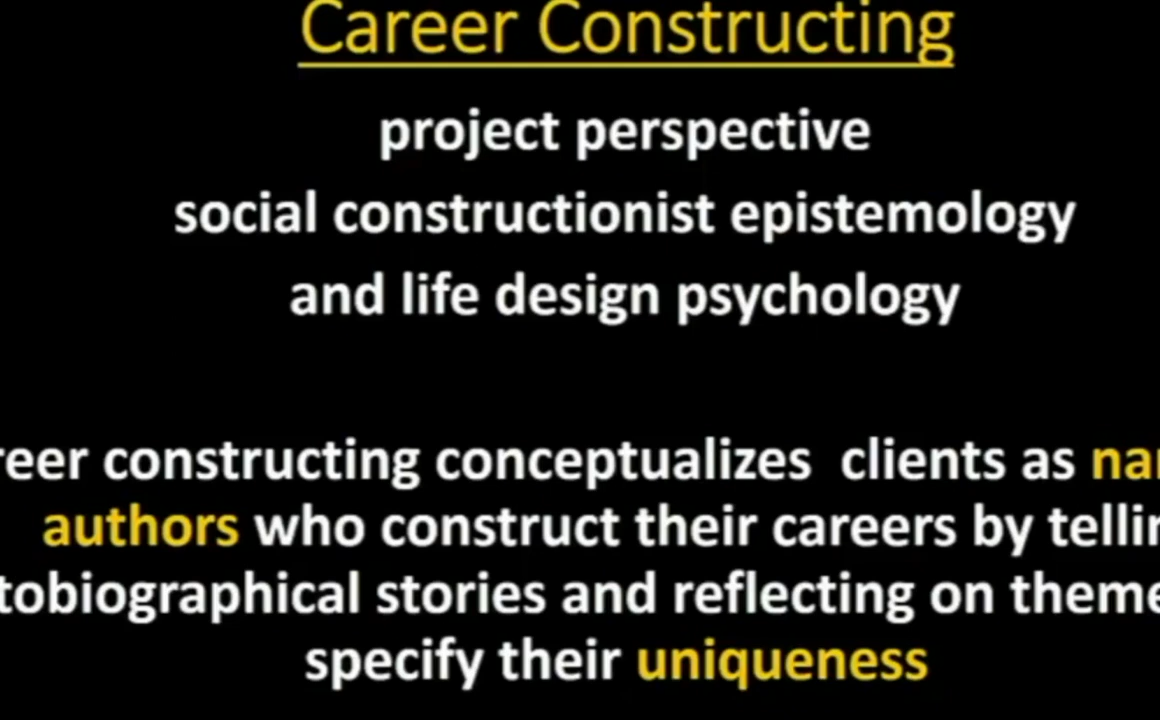 Career Constructing
project perspective
social constructionist epistemology
and life design psychology
reer constructing conceptualizes clients as nar
authors who construct their careers by tellin
tobiographical stories and reflecting on theme
specify their uniqueness